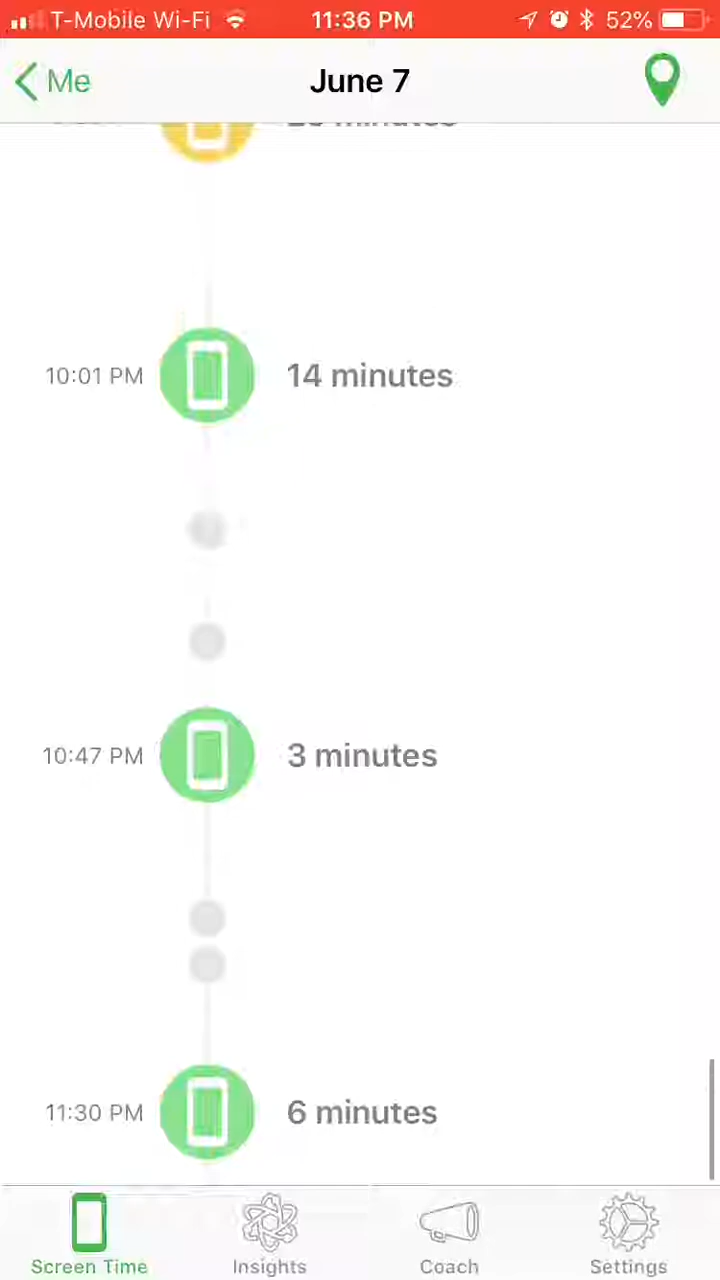 T-Mobile Wi-Fi 11:36 PM 52%
Me June 7
minutes
10:01 PM 14 minutes
10:47 PM 3 minutes
11:30 PM 6 minutes
Screen Time Insights Coach Settings